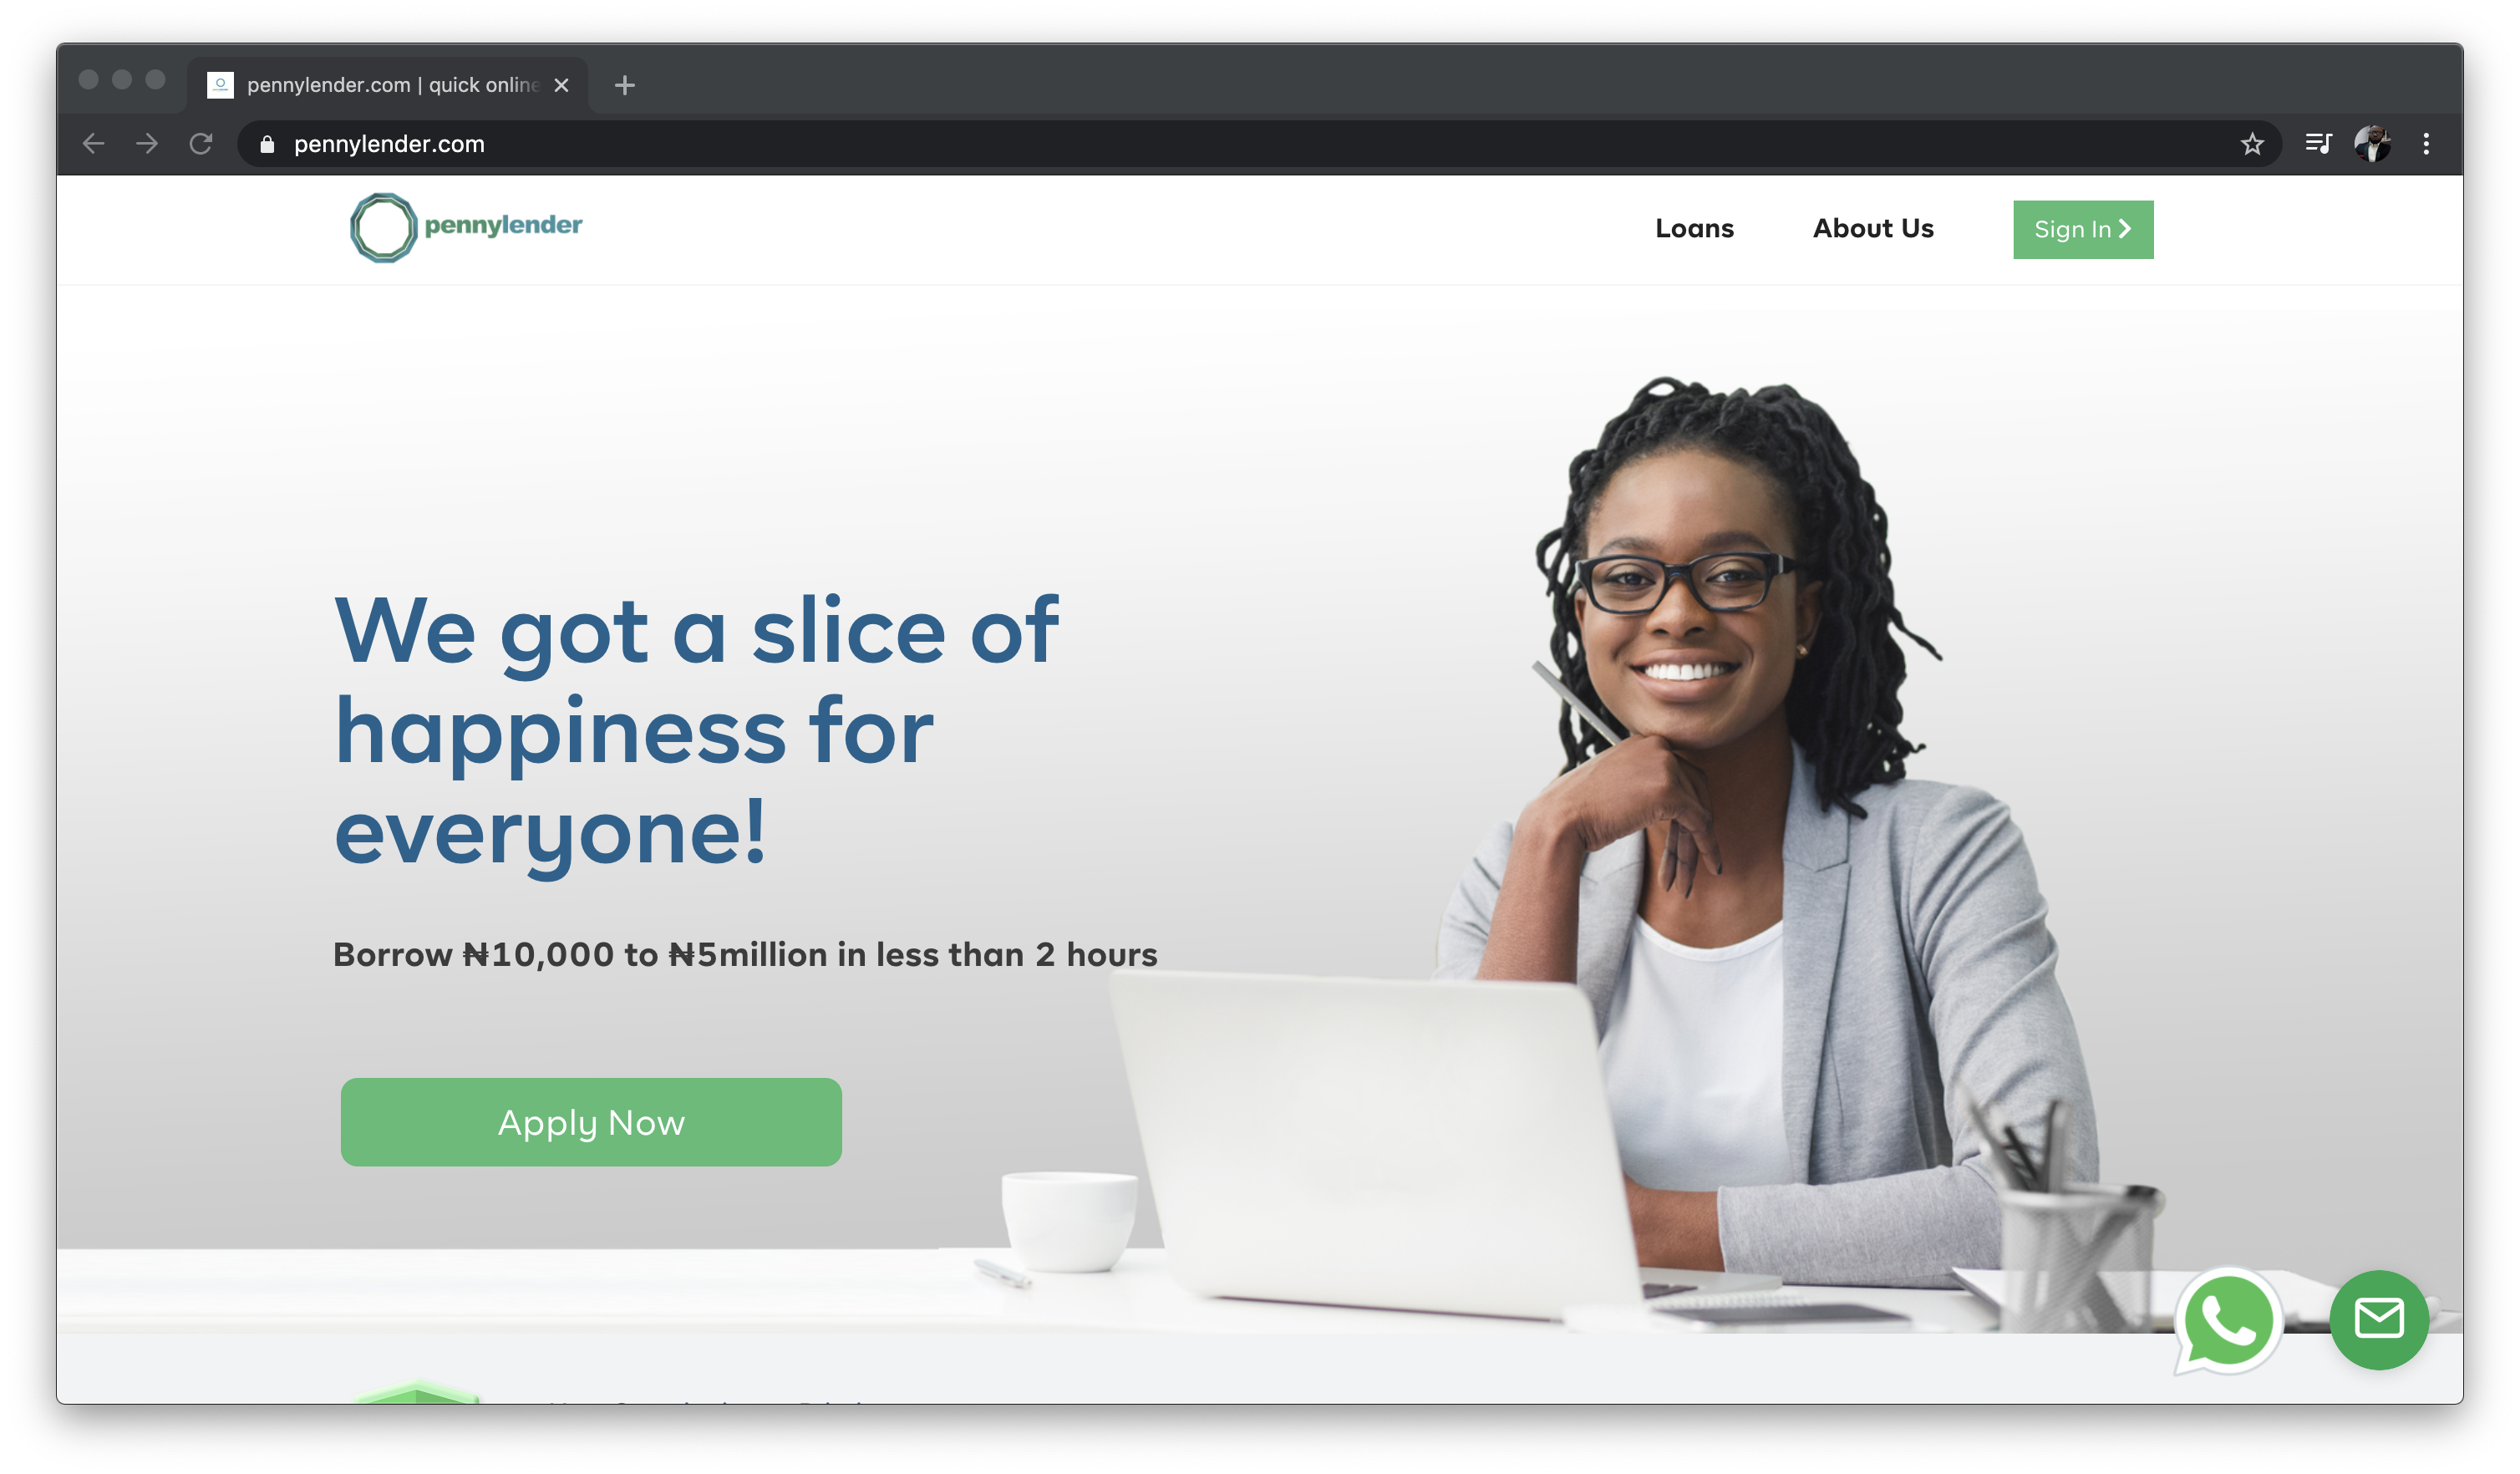 pennylender.com | quick online
pennylender.com
pennylender
Loans
About Us
Sign In
We got a slice of
happiness for
everyone!
Borrow ₦10,000 to ₦5million in less than 2 hours
Apply Now